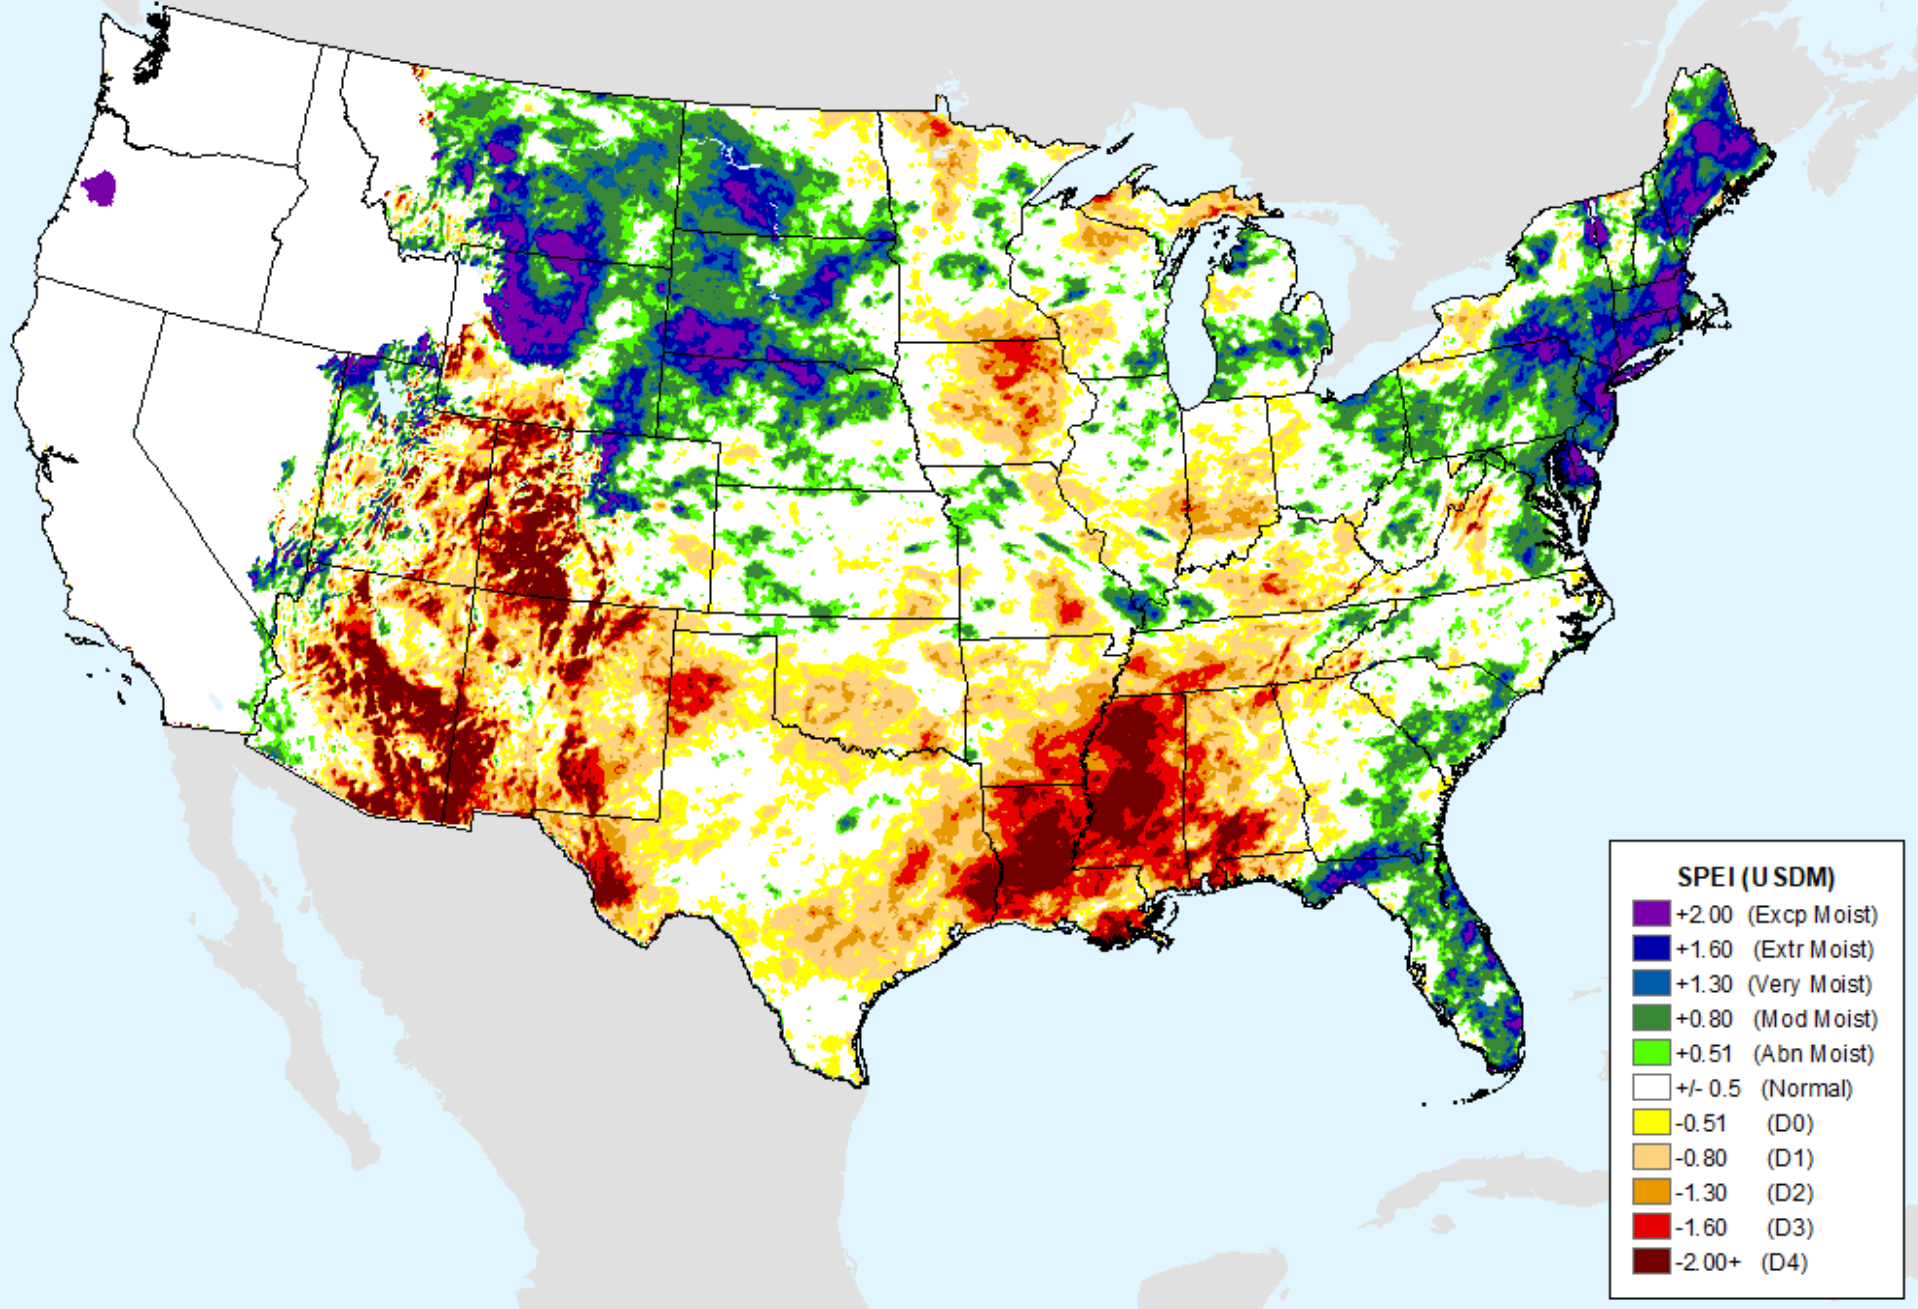 SPEI (USDM)
+2.00 (Excp Moist)
+1.60 (Extr Moist)
+1.30 (Very Moist)
+0.80 (Mod Moist)
+0.51 (Abn Moist)
+/- 0.5 (Normal)
-0.51 (D0)
-0.80 (D1)
-1.30 (D2)
-1.60 (D3)
-2.00+ (D4)